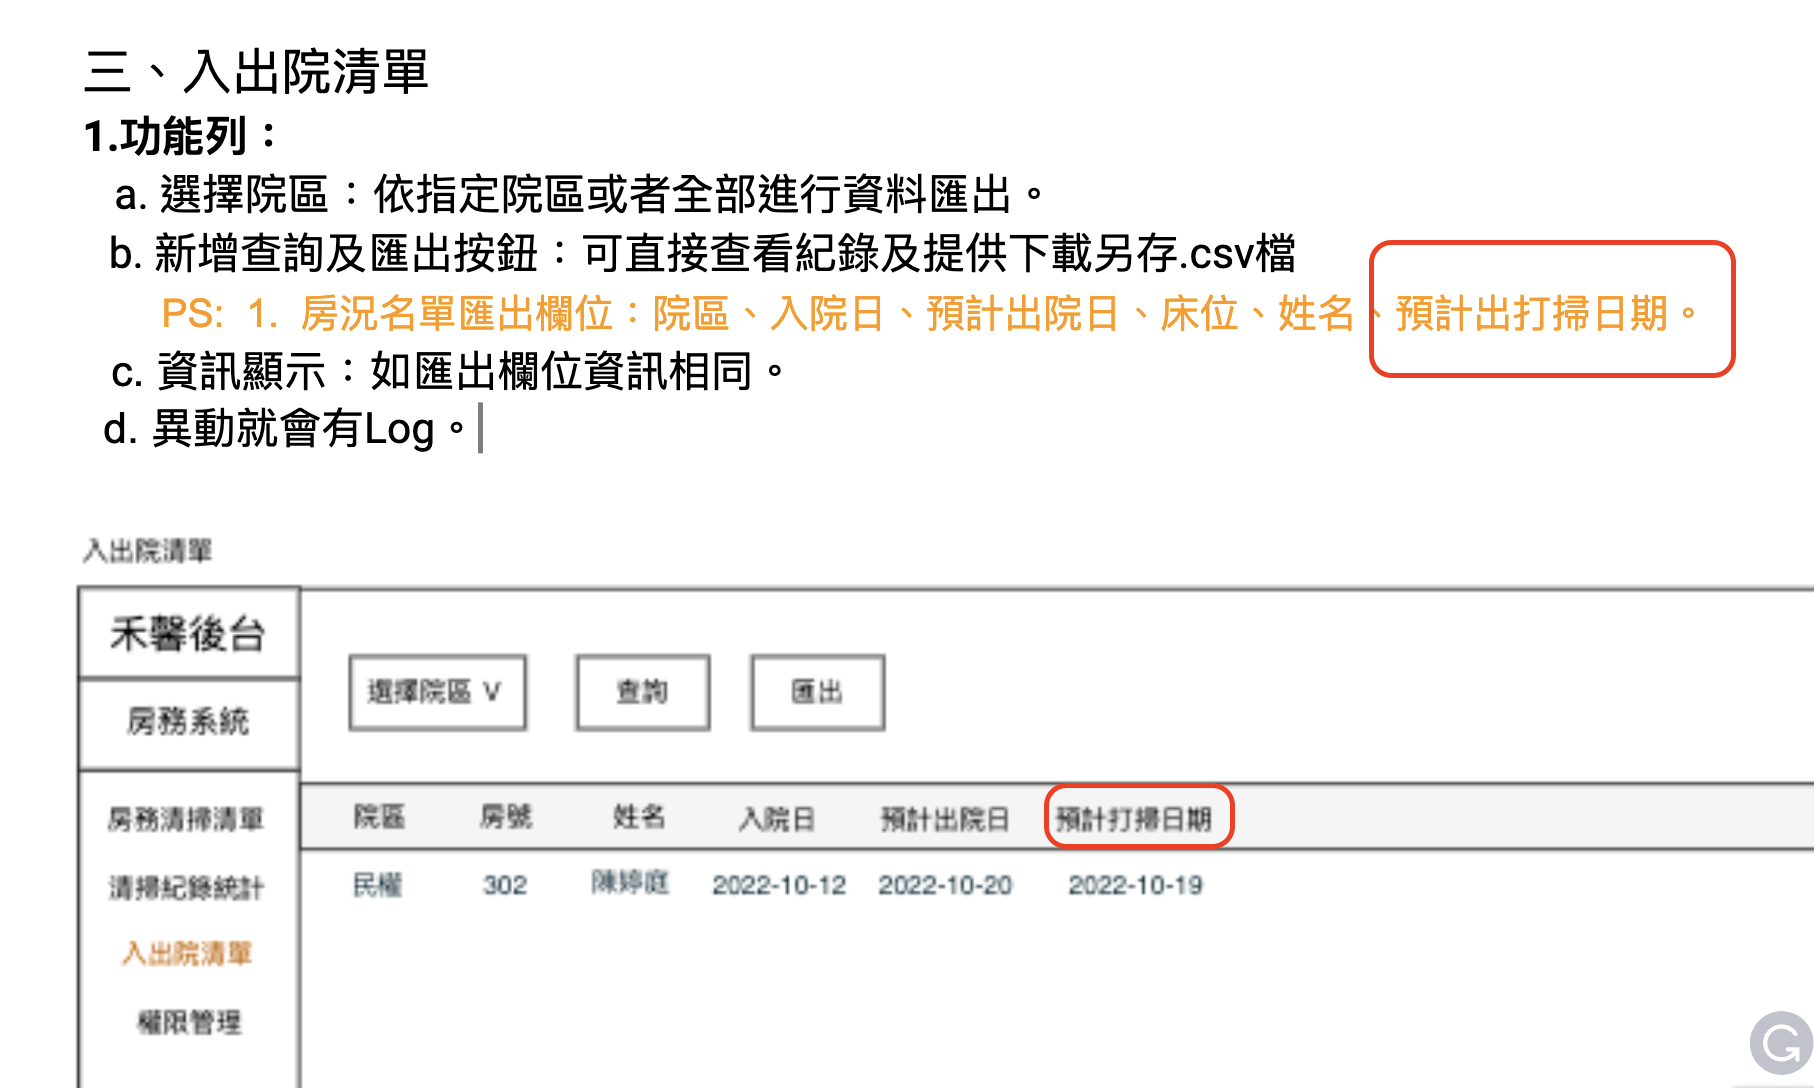 三、入出院清單
1.功能列：
a. 選擇院區：依指定院區或者全部進行資料匯出。
b. 新增查詢及匯出按鈕：可直接查看紀錄及提供下載另存.csv檔
PS: 1. 房況名單匯出欄位：院區、入院日、預計出院日、床位、姓名、預計出打掃日期。
c. 資訊顯示：如匯出欄位資訊相同。
d. 異動就會有Log。
入出院清單
禾馨後台
選擇院區 V 查詢 匯出
房務系統
房務清掃清單 院區 房號 姓名 入院日 預計出院日 預計打掃日期
清掃紀錄統計 民權 302 陳婷庭 2022-10-12 2022-10-20 2022-10-19
入出院清單
權限管理